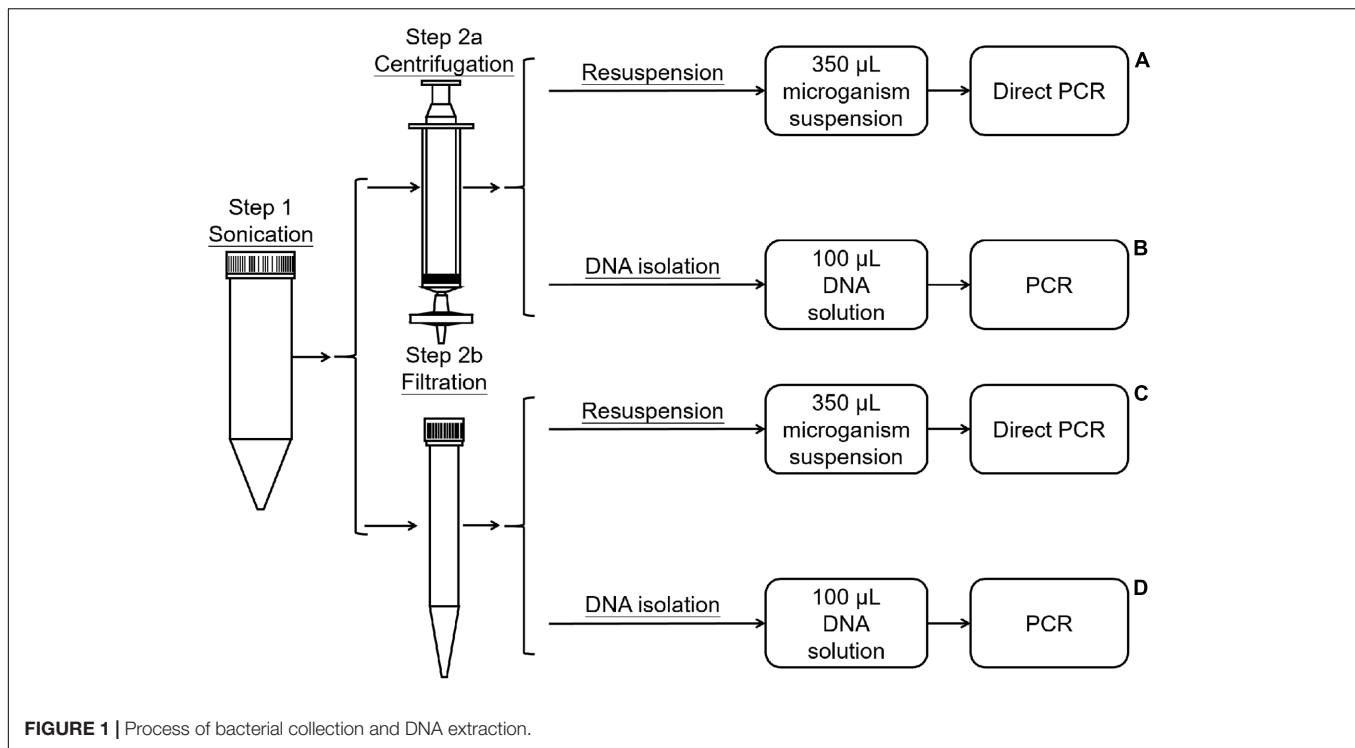 Step 1
Sonication
Step 2a
Centrifugation
Resuspension
350 µL
microganism
suspension
Direct PCR
A
DNA isolation
100 µL
DNA
solution
PCR
B
Step 2b
Filtration
Resuspension
350 µL
microganism
suspension
Direct PCR
C
DNA isolation
100 µL
DNA
solution
PCR
D
FIGURE 1 | Process of bacterial collection and DNA extraction.